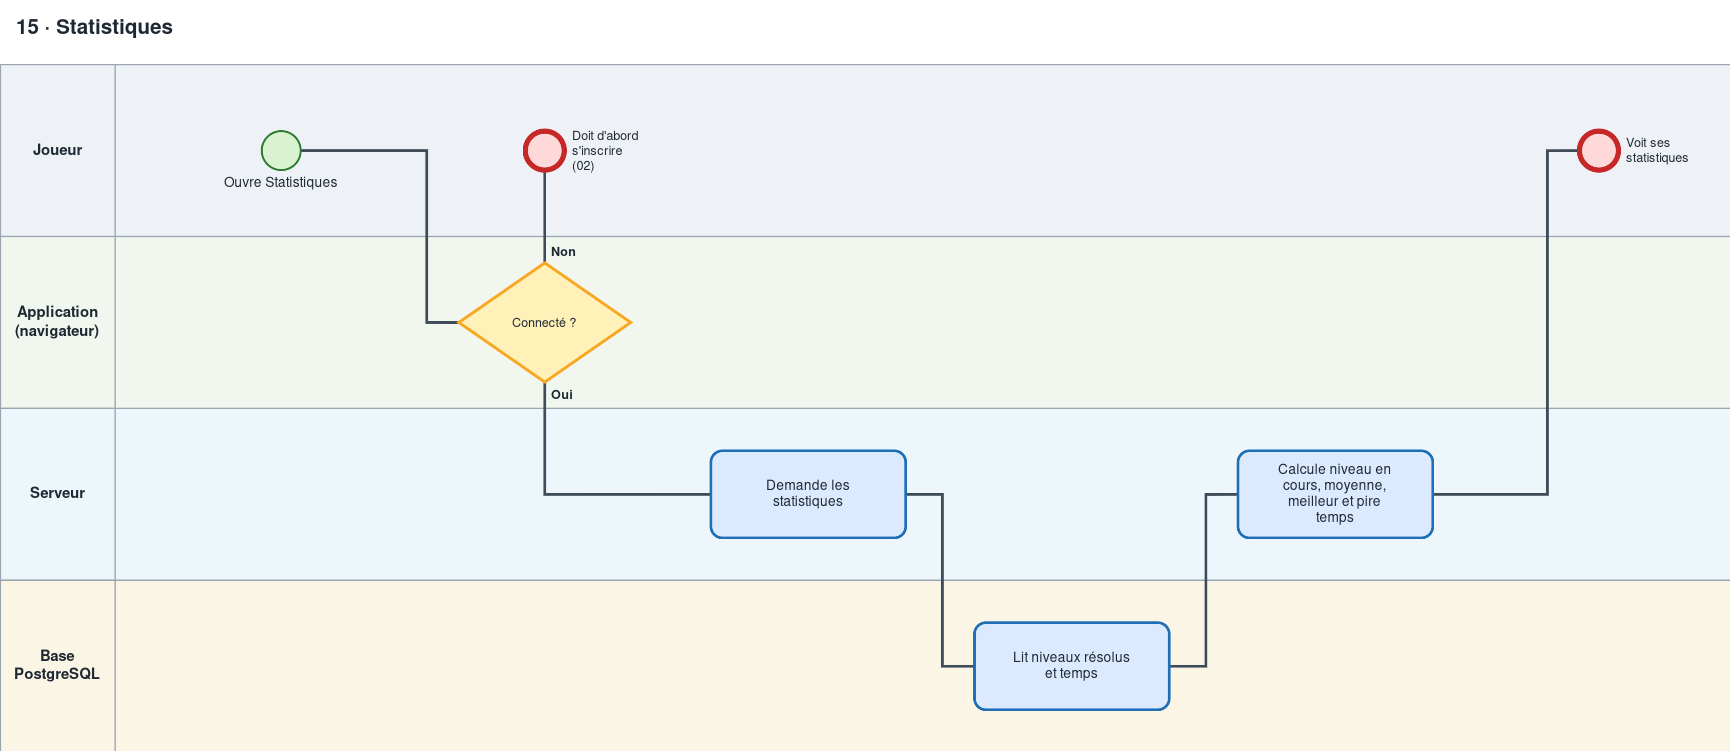 15 · Statistiques
Joueur
Ouvre Statistiques
Doit d'abord
s'inscrire
(02)
Voit ses
statistiques
Application
(navigateur)
Non
Connecté ?
Oui
Serveur
Demande les
statistiques
Calcule niveau en
cours, moyenne,
meilleur et pire
temps
Base
PostgreSQL
Lit niveaux résolus
et temps